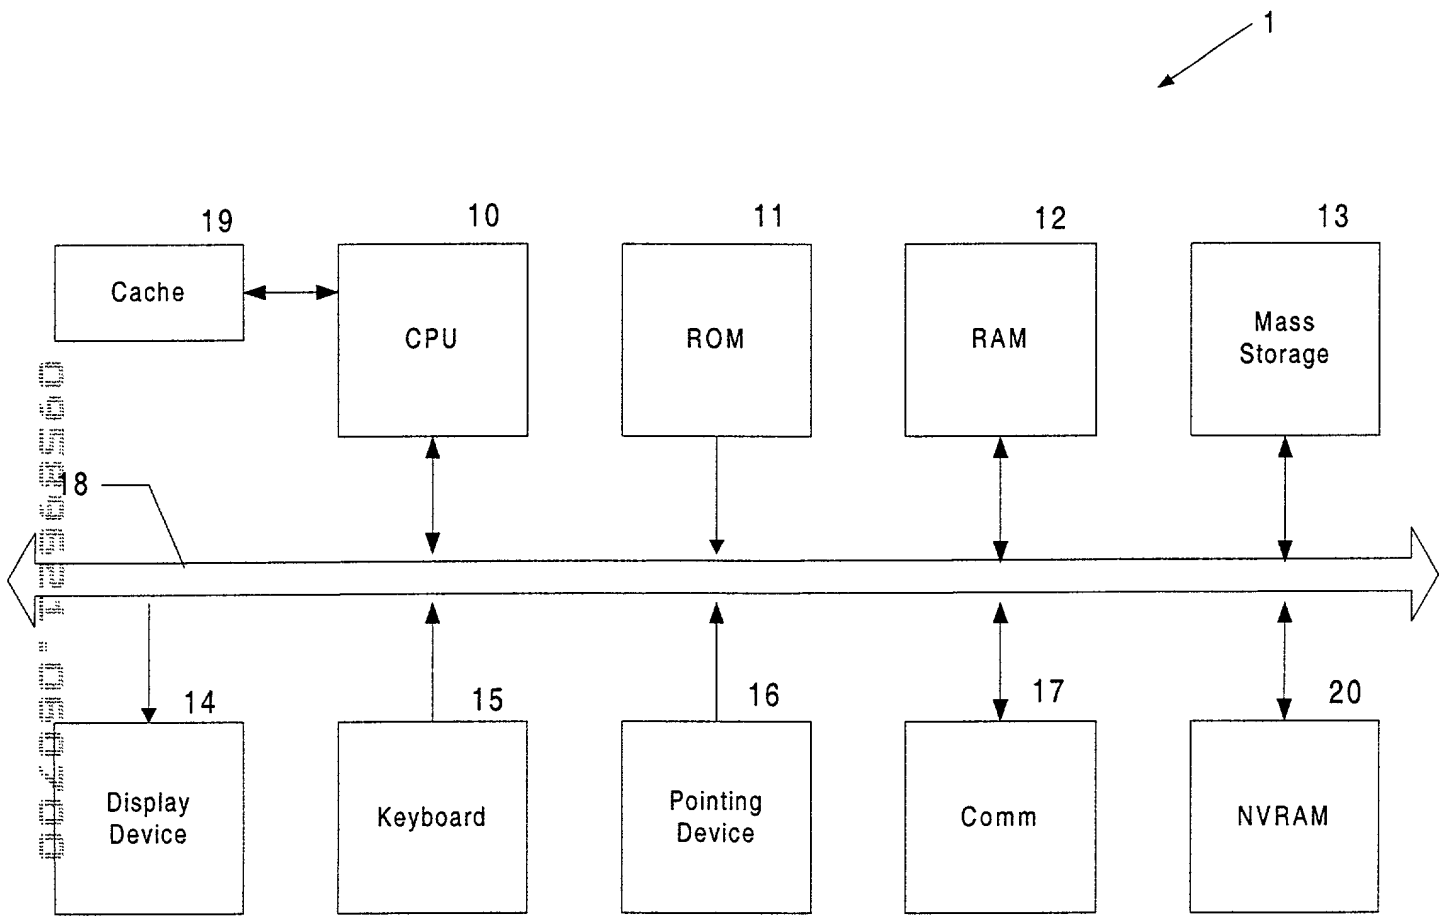 1
19
10
11
12
13
Cache
CPU
ROM
RAM
Mass
Storage
18
14
15
16
17
20
Display
Device
Keyboard
Pointing
Device
Comm
NVRAM